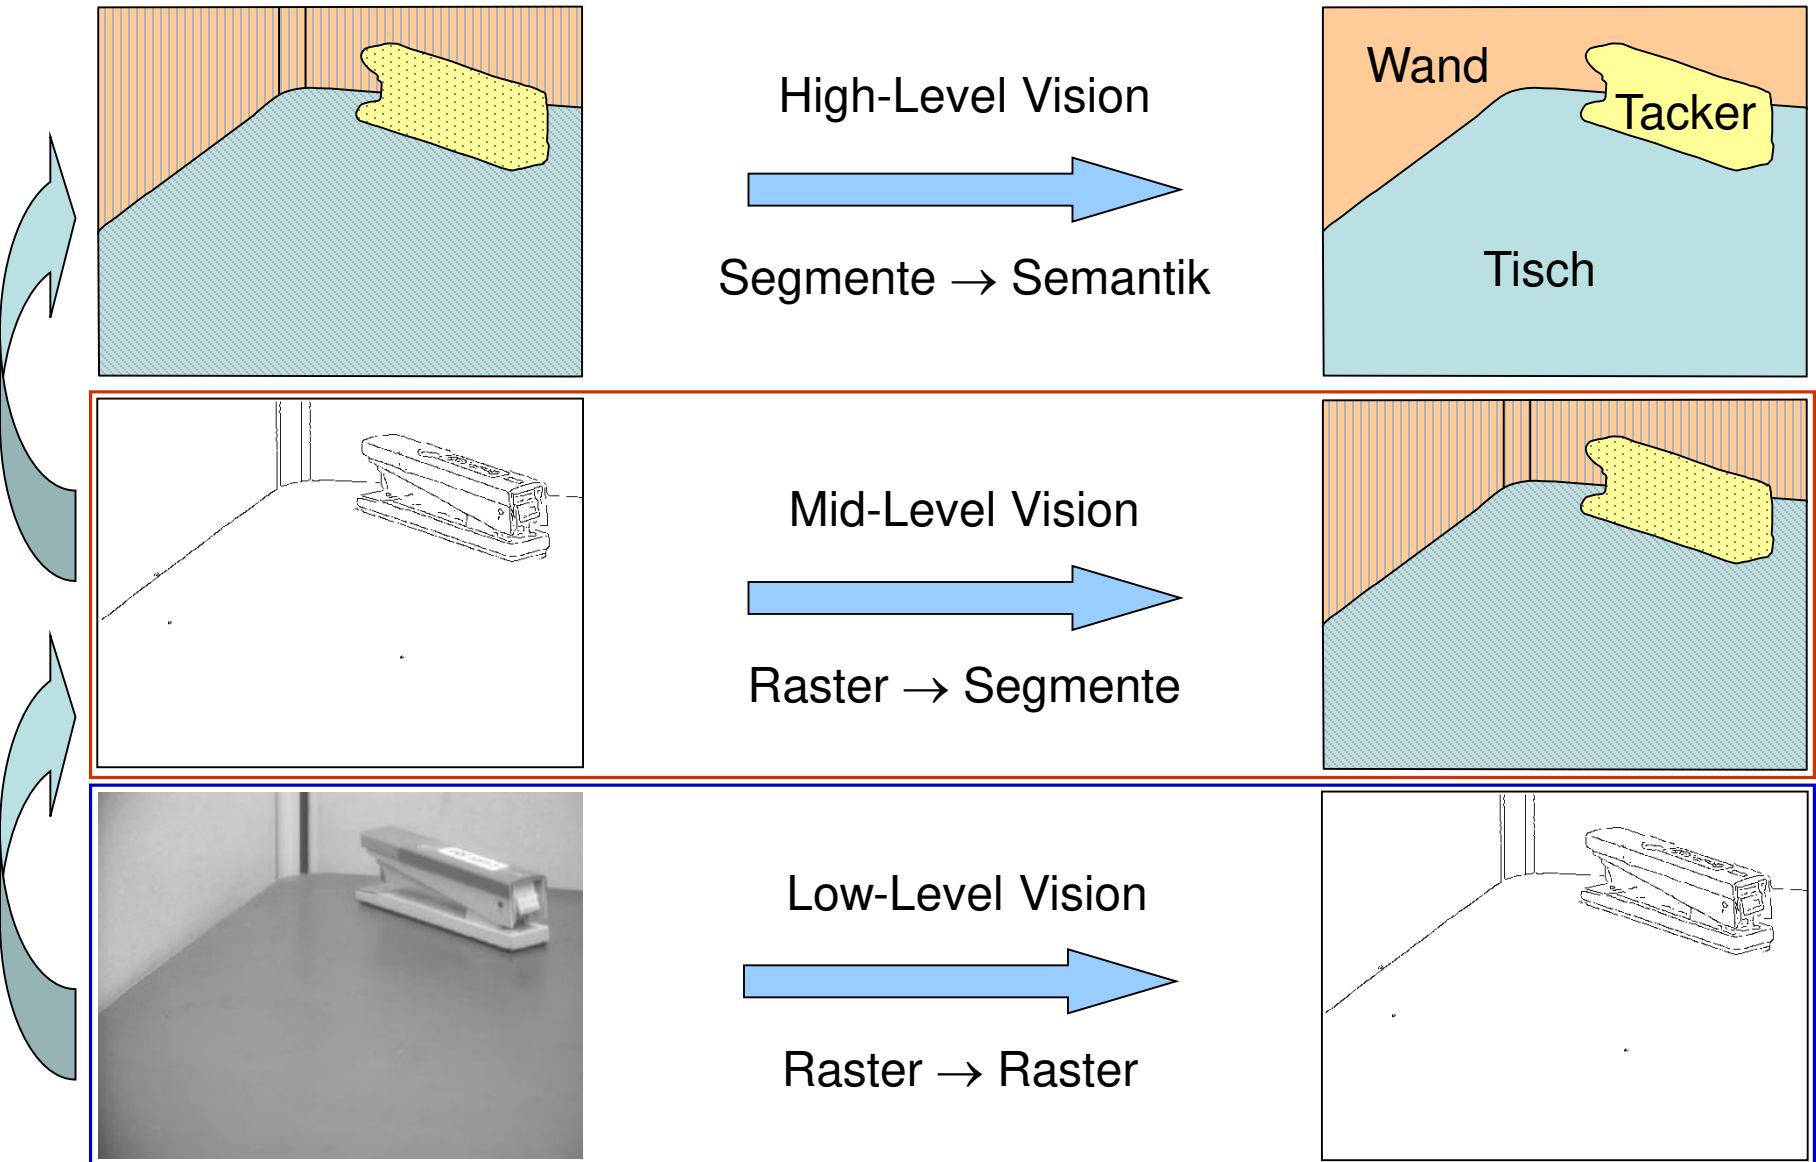 High-Level Vision
Segmente → Semantik
Wand
Tacker
Tisch
Mid-Level Vision
Raster → Segmente
Low-Level Vision
Raster → Raster